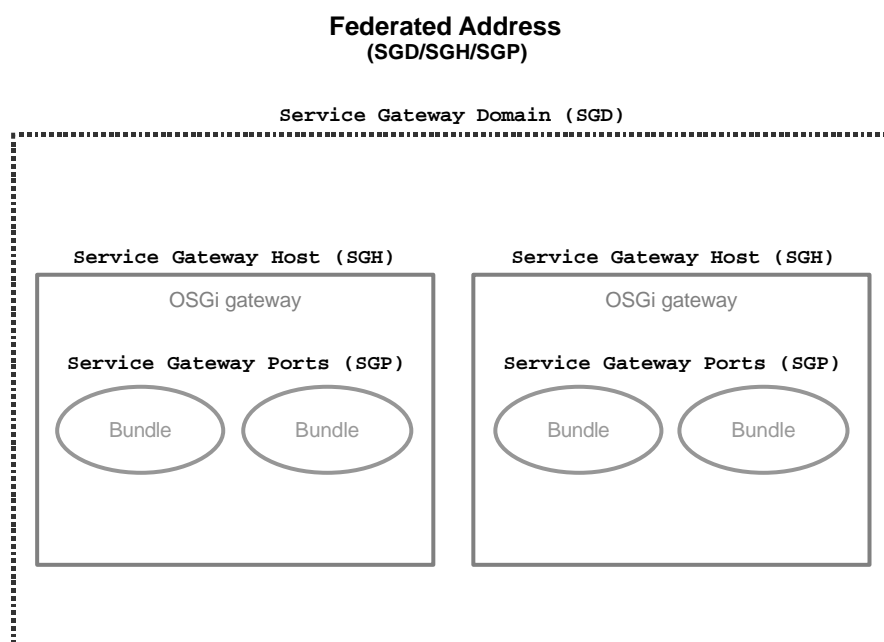 Federated Address
(SGD/SGH/SGP)
Service Gateway Domain (SGD)
Service Gateway Host (SGH)
OSGi gateway
Service Gateway Ports (SGP)
Bundle
Bundle
Service Gateway Host (SGH)
OSGi gateway
Service Gateway Ports (SGP)
Bundle
Bundle